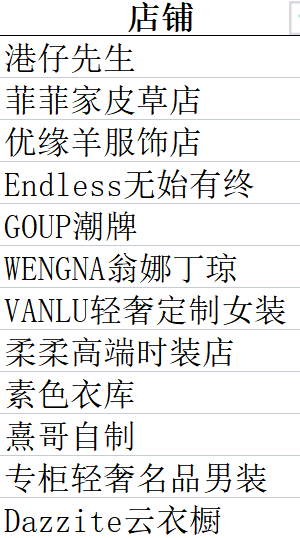 店铺
港仔先生
菲菲家皮草店
优缘羊服饰店
Endless无始有终
GOUP潮牌
WENGNA翁娜丁琼
VANLU轻奢定制女装
柔柔高端时装店
素色衣库
熹哥自制
专柜轻奢名品男装
Dazzite云衣橱